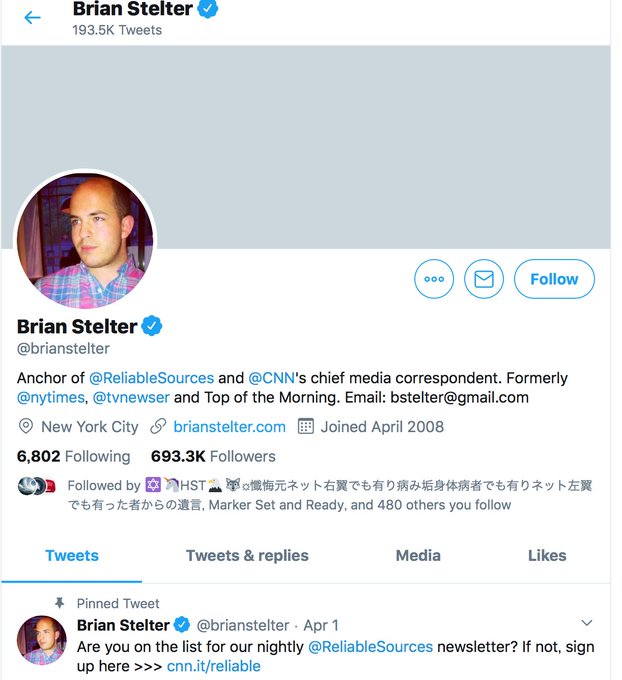 Brian Stelter
193.5K Tweets
Follow
Brian Stelter
@brianstelter
Anchor of @ReliableSources and @CNN's chief media correspondent. Formerly
@nytimes, @tvnewser and Top of the Morning. Email: bstelter@gmail.com
New York City brianstelter.com Joined April 2008
6,802 Following 693.3K Followers
Followed by 🔯🦄HST🏔🐺☼懺悔元ネット右翼でも有り病み垢身体病者でも有りネット左翼
でも有った者からの遺言, Marker Set and Ready, and 480 others you follow
Tweets Tweets & replies Media Likes
Pinned Tweet
Brian Stelter @brianstelter · Apr 1
Are you on the list for our nightly @ReliableSources newsletter? If not, sign
up here >>> cnn.it/reliable